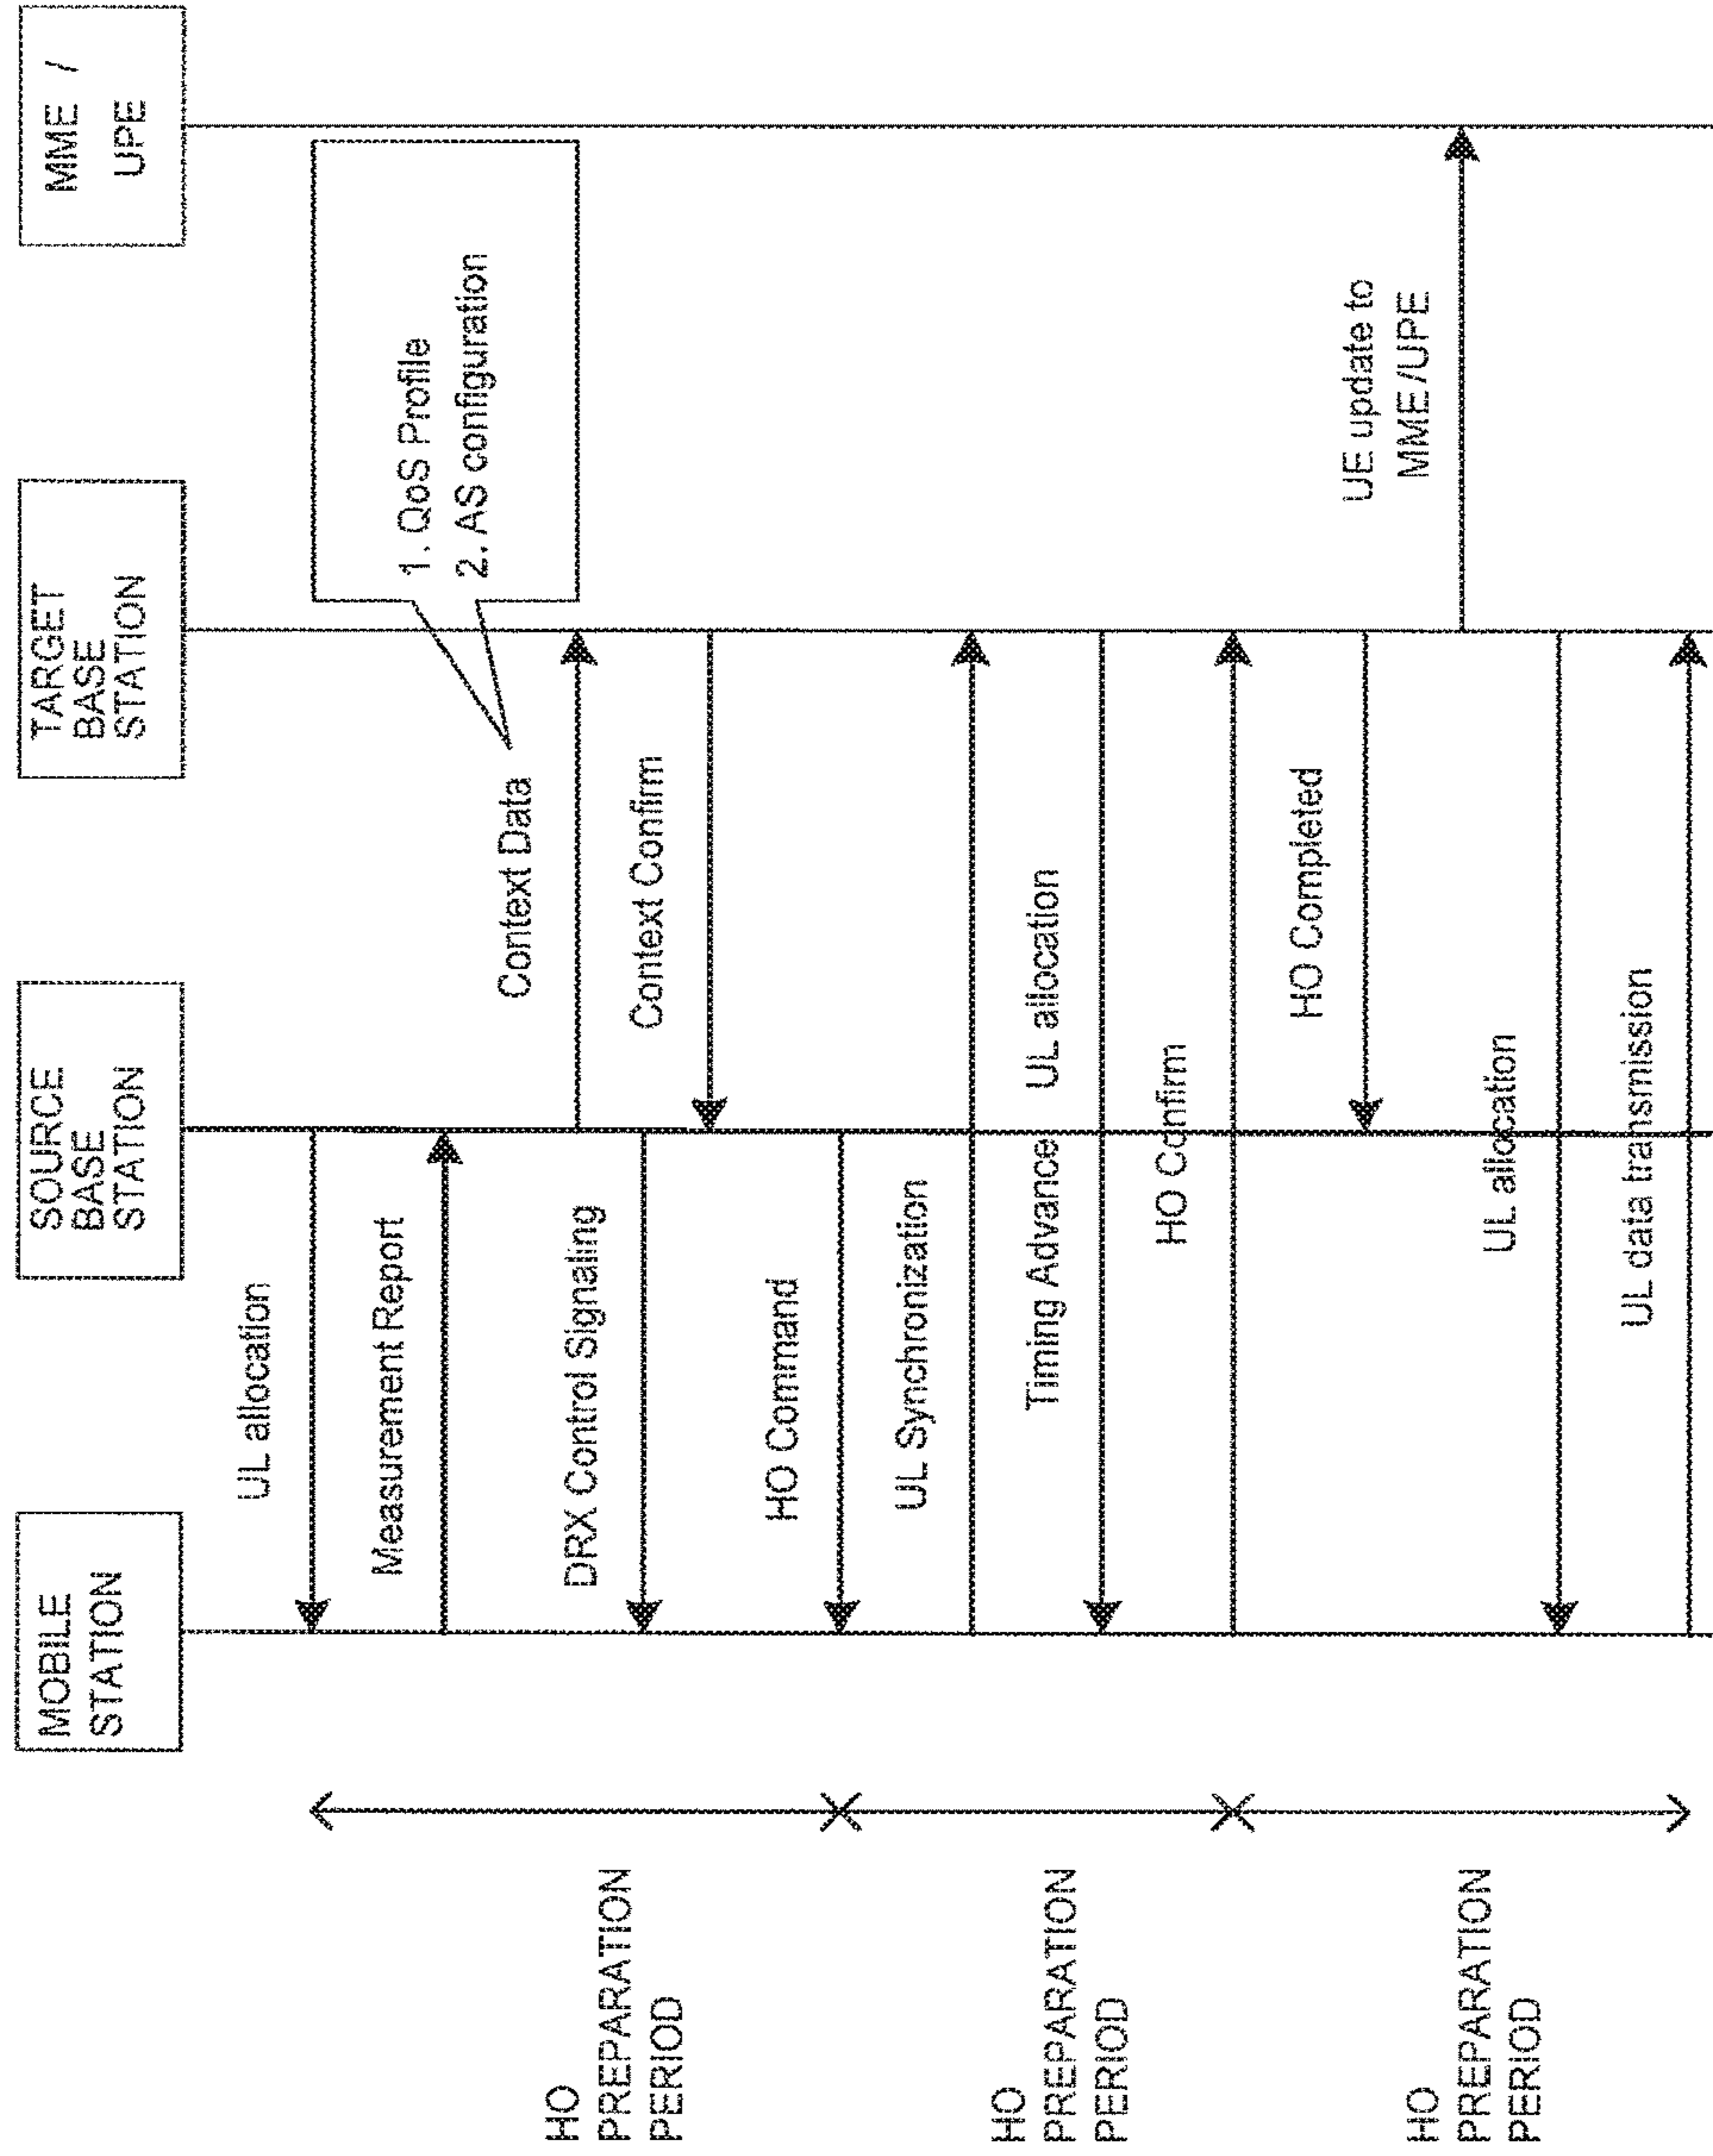 MOBILE
STATION
SOURCE
BASE
STATION
TARGET
BASE
STATION
MME /
UPE
UL allocation
Measurement Report
1. QoS Profile
2. AS configuration
Context Data
DRX Control Signaling
Context Confirm
HO Command
UL Synchronization
Timing Advance UL allocation
HO Confirm
HO Completed
UE update to
MME/UPE
UL allocation
UL data transmission
HO
PREPARATION
PERIOD
HO
PREPARATION
PERIOD
HO
PREPARATION
PERIOD